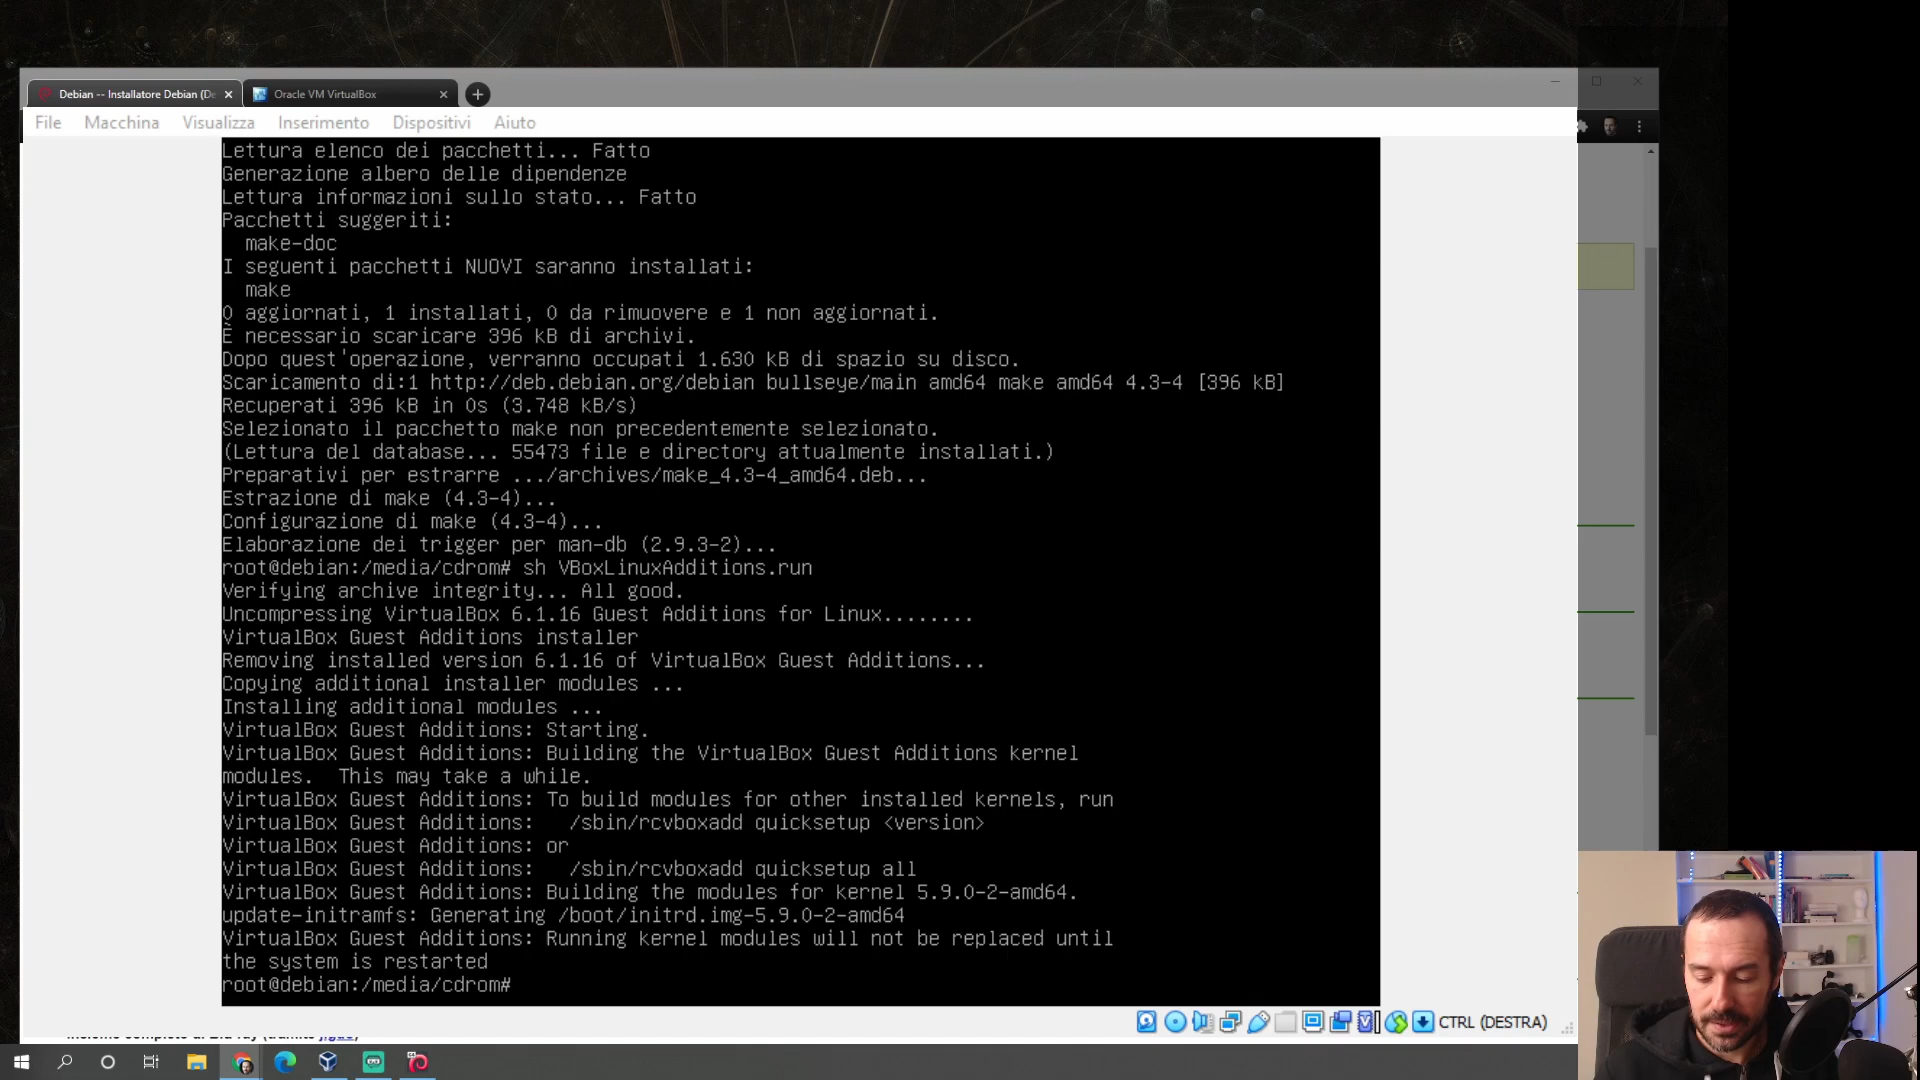 Debian -- Installatore Debian (De
Oracle VM VirtualBox
File Macchina Visualizza Inserimento Dispositivi Aiuto
Lettura elenco dei pacchetti... Fatto
Generazione albero delle dipendenze
Lettura informazioni sullo stato... Fatto
Pacchetti suggeriti:
make-doc
I seguenti pacchetti NUOVI saranno installati:
make
0 aggiornati, 1 installati, 0 da rimuovere e 1 non aggiornati.
È necessario scaricare 396 kB di archivi.
Dopo quest'operazione, verranno occupati 1.630 kB di spazio su disco.
Scaricamento di:1 http://deb.debian.org/debian bullseye/main amd64 make amd64 4.3-4 [396 kB]
Recuperati 396 kB in 0s (3.748 kB/s)
Selezionato il pacchetto make non precedentemente selezionato.
(Lettura del database... 55473 file e directory attualmente installati.)
Preparativi per estrarre .../archives/make_4.3-4_amd64.deb...
Estrazione di make (4.3-4)...
Configurazione di make (4.3-4)...
Elaborazione dei trigger per man-db (2.9.3-2)...
root@debian:/media/cdrom# sh VBoxLinuxAdditions.run
Verifying archive integrity... All good.
Uncompressing VirtualBox 6.1.16 Guest Additions for Linux........
VirtualBox Guest Additions installer
Removing installed version 6.1.16 of VirtualBox Guest Additions...
Copying additional installer modules ...
Installing additional modules ...
VirtualBox Guest Additions: Starting.
VirtualBox Guest Additions: Building the VirtualBox Guest Additions kernel
modules.  This may take a while.
VirtualBox Guest Additions: To build modules for other installed kernels, run
VirtualBox Guest Additions:   /sbin/rcvboxadd quicksetup <version>
VirtualBox Guest Additions: or
VirtualBox Guest Additions:   /sbin/rcvboxadd quicksetup all
VirtualBox Guest Additions: Building the modules for kernel 5.9.0-2-amd64.
update-initramfs: Generating /boot/initrd.img-5.9.0-2-amd64
VirtualBox Guest Additions: Running kernel modules will not be replaced until
the system is restarted
root@debian:/media/cdrom#
CTRL (DESTRA)